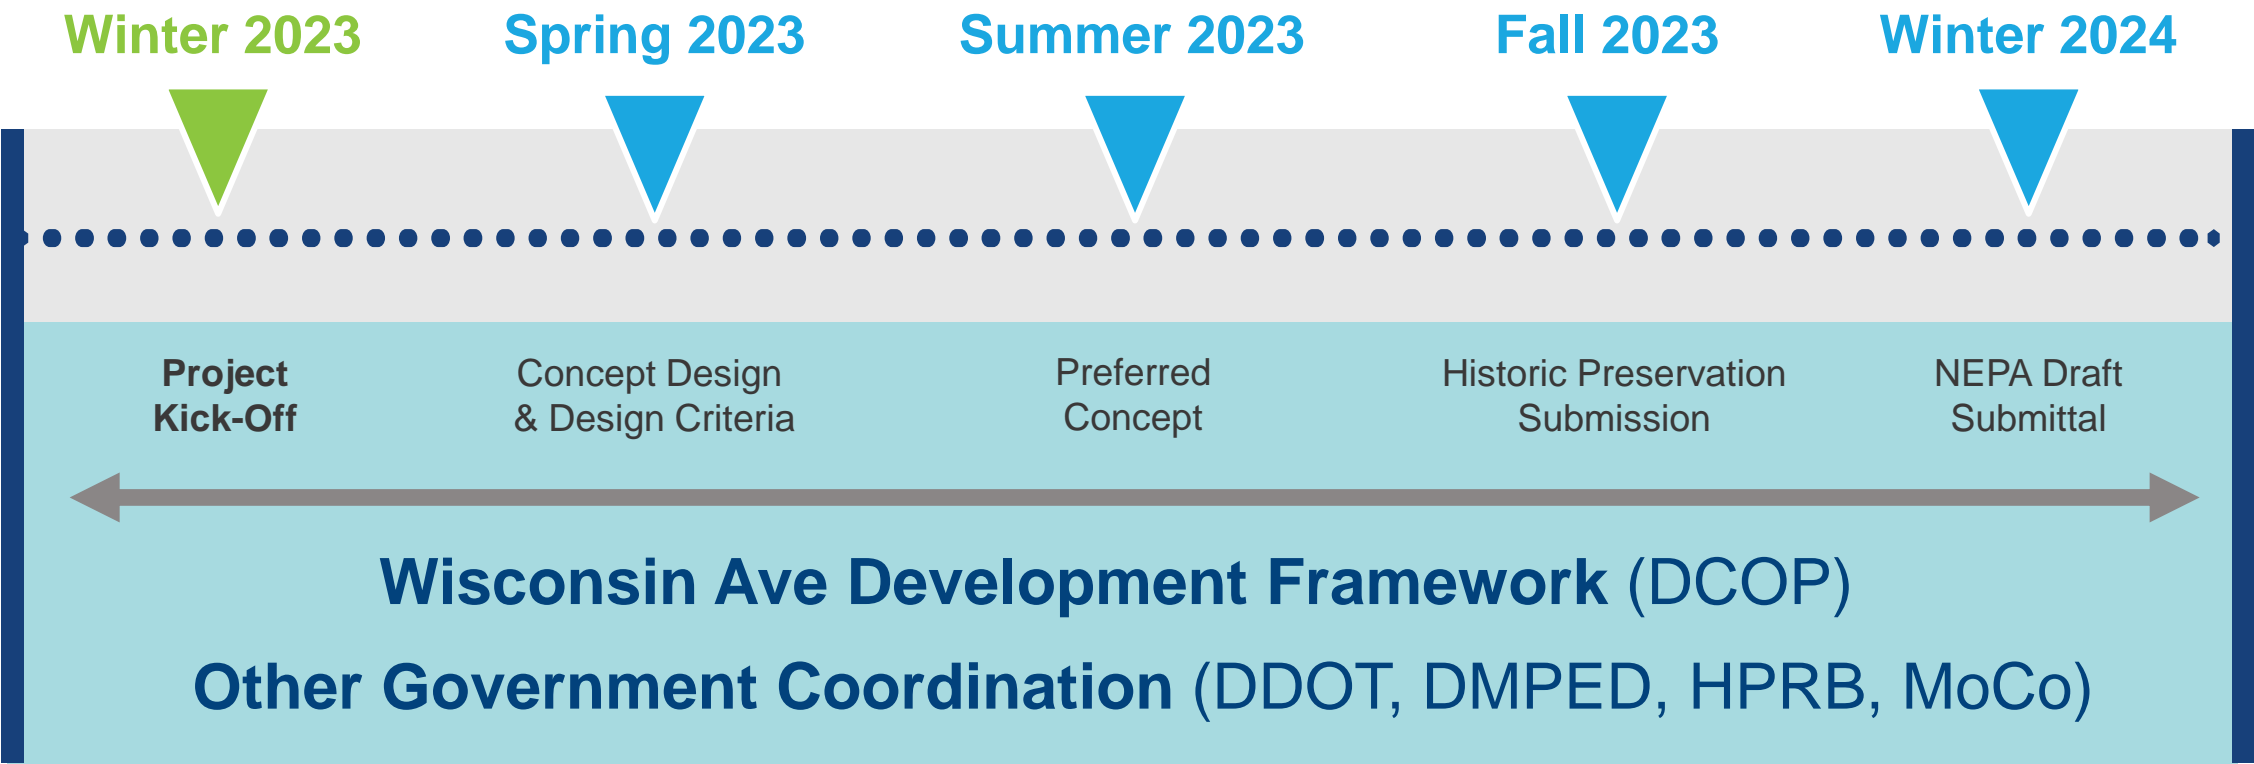 Winter 2023
Spring 2023
Summer 2023
Fall 2023
Winter 2024
Project
Kick-Off
Concept Design
& Design Criteria
Preferred
Concept
Historic Preservation
Submission
NEPA Draft
Submittal
Wisconsin Ave Development Framework (DCOP)
Other Government Coordination (DDOT, DMPED, HPRB, MoCo)